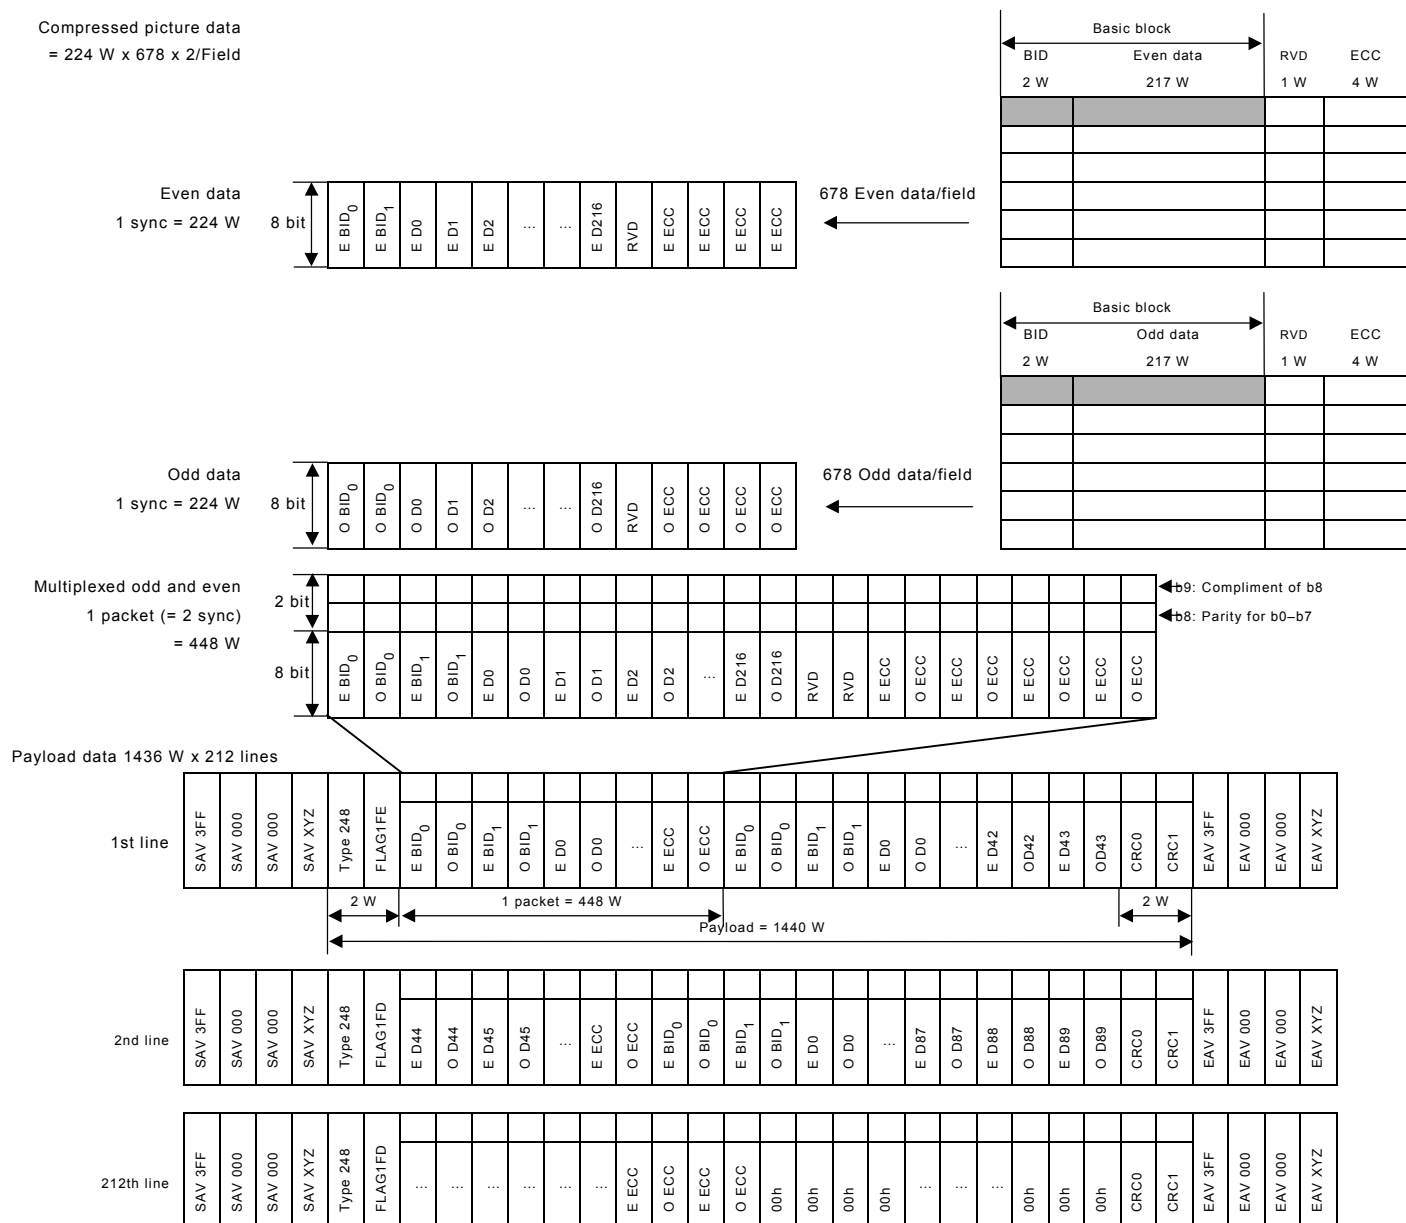 Compressed picture data
= 224 W x 678 x 2/Field
Basic block
BID Even data RVD ECC
2 W 217 W 1 W 4 W
Even data
1 sync = 224 W
8 bit
E BID0 E BID1 E D0 E D1 E D2 ... ... E D216 RVD E ECC E ECC E ECC E ECC
678 Even data/field
Basic block
BID Odd data RVD ECC
2 W 217 W 1 W 4 W
Odd data
1 sync = 224 W
8 bit
O BID0 O BID0 O D0 O D1 O D2 ... ... O D216 RVD O ECC O ECC O ECC O ECC
678 Odd data/field
Multiplexed odd and even
1 packet (= 2 sync)
= 448 W
2 bit
b9: Compliment of b8
b8: Parity for b0–b7
8 bit
E BID0 O BID0 E BID1 O BID1 E D0 O D0 E D1 O D1 E D2 O D2 ... E D216 O D216 RVD RVD E ECC O ECC E ECC O ECC E ECC O ECC E ECC O ECC
Payload data 1436 W x 212 lines
1st line
SAV 3FF SAV 000 SAV 000 SAV XYZ Type 248 FLAG1FE E BID0 O BID0 E BID1 O BID1 E D0 O D0 ... E ECC O ECC E BID0 O BID0 E BID1 O BID1 E D0 O D0 ... E D42 OD42 E D43 OD43 CRC0 CRC1 EAV 3FF EAV 000 EAV 000 EAV XYZ
2 W 1 packet = 448 W 2 W
Payload = 1440 W
2nd line
SAV 3FF SAV 000 SAV 000 SAV XYZ Type 248 FLAG1FD E D44 O D44 E D45 O D45 ... E ECC O ECC E BID0 O BID0 E BID1 O BID1 E D0 O D0 ... E D87 O D87 E D88 O D88 E D89 O D89 CRC0 CRC1 EAV 3FF EAV 000 EAV 000 EAV XYZ
212th line
SAV 3FF SAV 000 SAV 000 SAV XYZ Type 248 FLAG1FD ... ... ... ... ... ... E ECC O ECC E ECC O ECC 00h 00h 00h 00h ... ... ... 00h 00h 00h CRC0 CRC1 EAV 3FF EAV 000 EAV 000 EAV XYZ